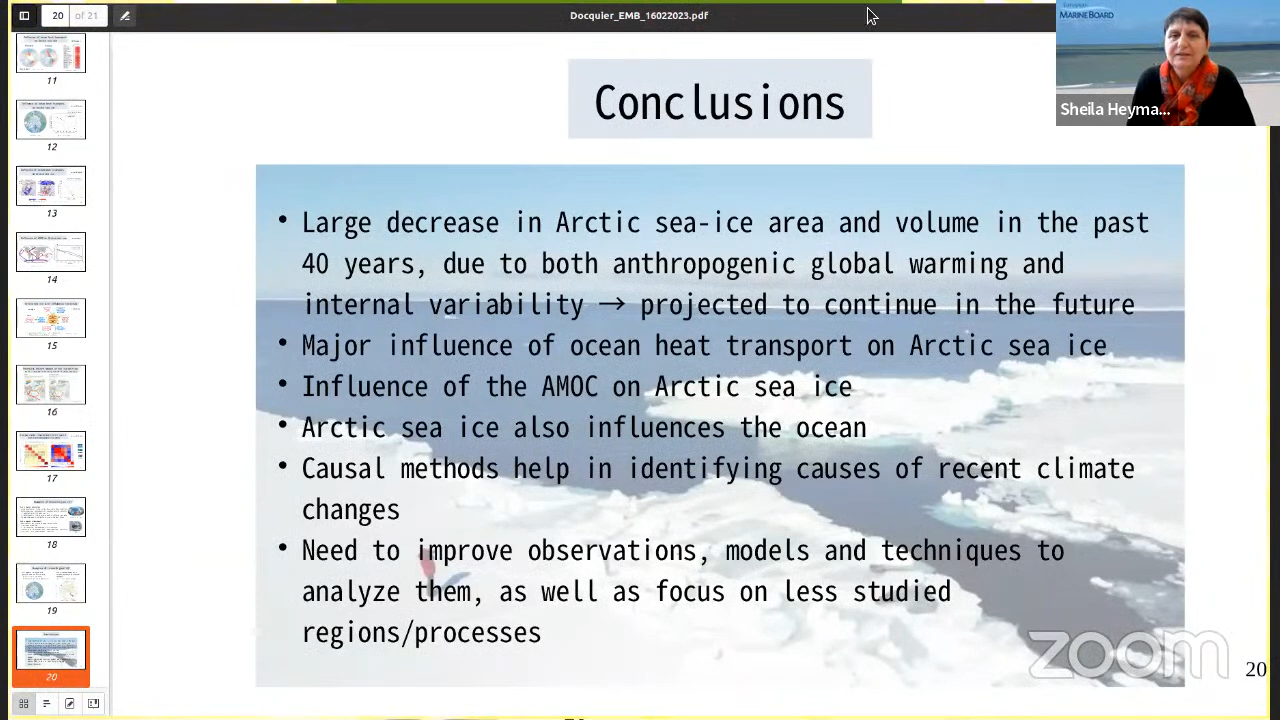 20 of 21
Docquier_EMB_16022023.pdf
European
MARINE BOARD
Sheila Heyma...
11
12
13
14
15
16
17
18
19
20
Conclusions
• Large decrease in Arctic sea-ice area and volume in the past
40 years, due to both anthropogenic global warming and
internal variability → projected to continue in the future
• Major influence of ocean heat transport on Arctic sea ice
• Influence of the AMOC on Arctic sea ice
• Arctic sea ice also influences the ocean
• Causal methods help in identifying causes of recent climate
changes
• Need to improve observations, models and techniques to
analyze them, as well as focus on less studied
regions/processes
zoom
20